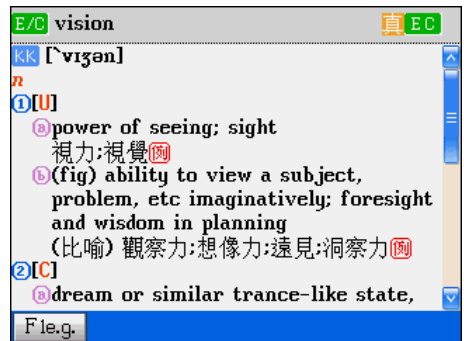 E/C vision 真 EC
KK [`vɪʒən]
n
①[U]
ⓐpower of seeing; sight
視力;視覺例
ⓑ(fig) ability to view a subject,
problem, etc imaginatively; foresight
and wisdom in planning
(比喻) 觀察力;想像力;遠見;洞察力例
②[C]
ⓐdream or similar trance-like state,
F1e.g.